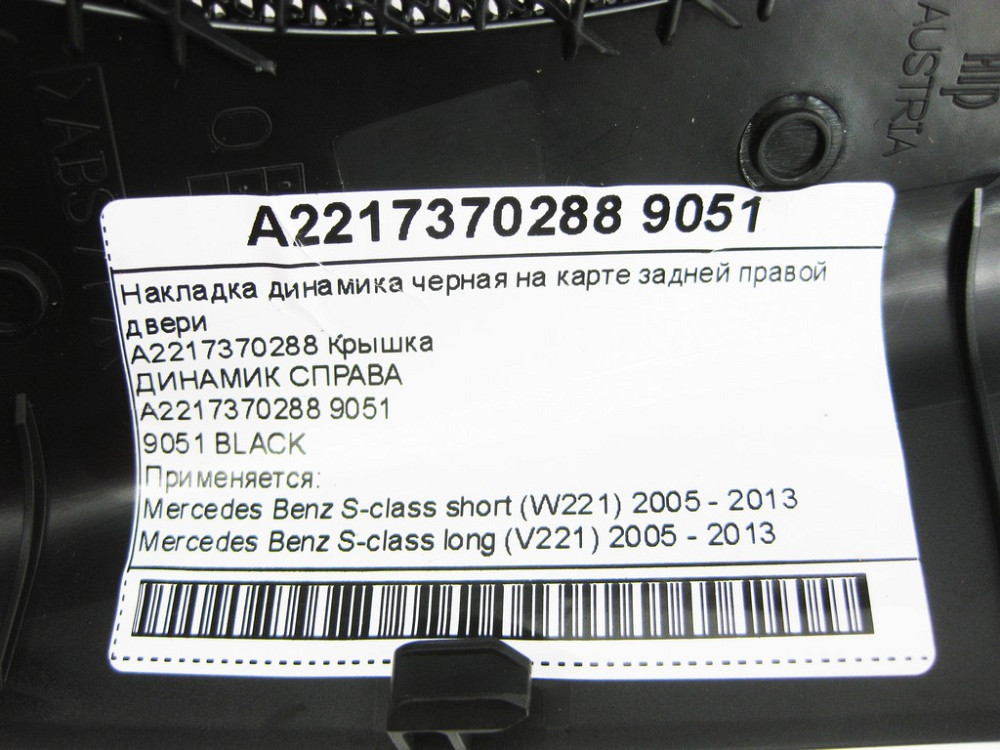 AUSTRIA
A2217370288 9051
Накладка динамика черная на карте задней правой
двери
A2217370288 Крышка
ДИНАМИК СПРАВА
A2217370288 9051
9051 BLACK
Применяется:
Mercedes Benz S-class short (W221) 2005 - 2013
Mercedes Benz S-class long (V221) 2005 - 2013